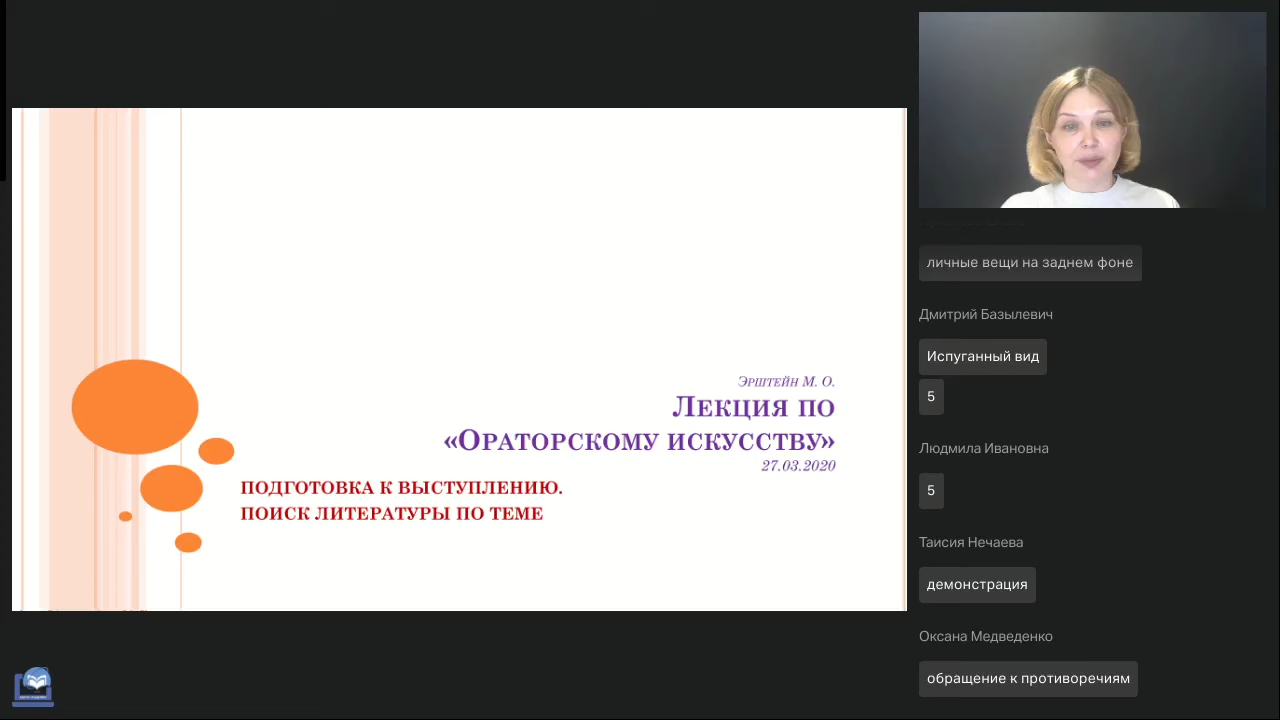 Эрштейн М. О.
Лекция по
«Ораторскому искусству»
27.03.2020
ПОДГОТОВКА К ВЫСТУПЛЕНИЮ.
ПОИСК ЛИТЕРАТУРЫ ПО ТЕМЕ
личные вещи на заднем фоне
Дмитрий Базылевич
Испуганный вид
5
Людмила Ивановна
5
Таисия Нечаева
демонстрация
Оксана Медведенко
обращение к противоречиям